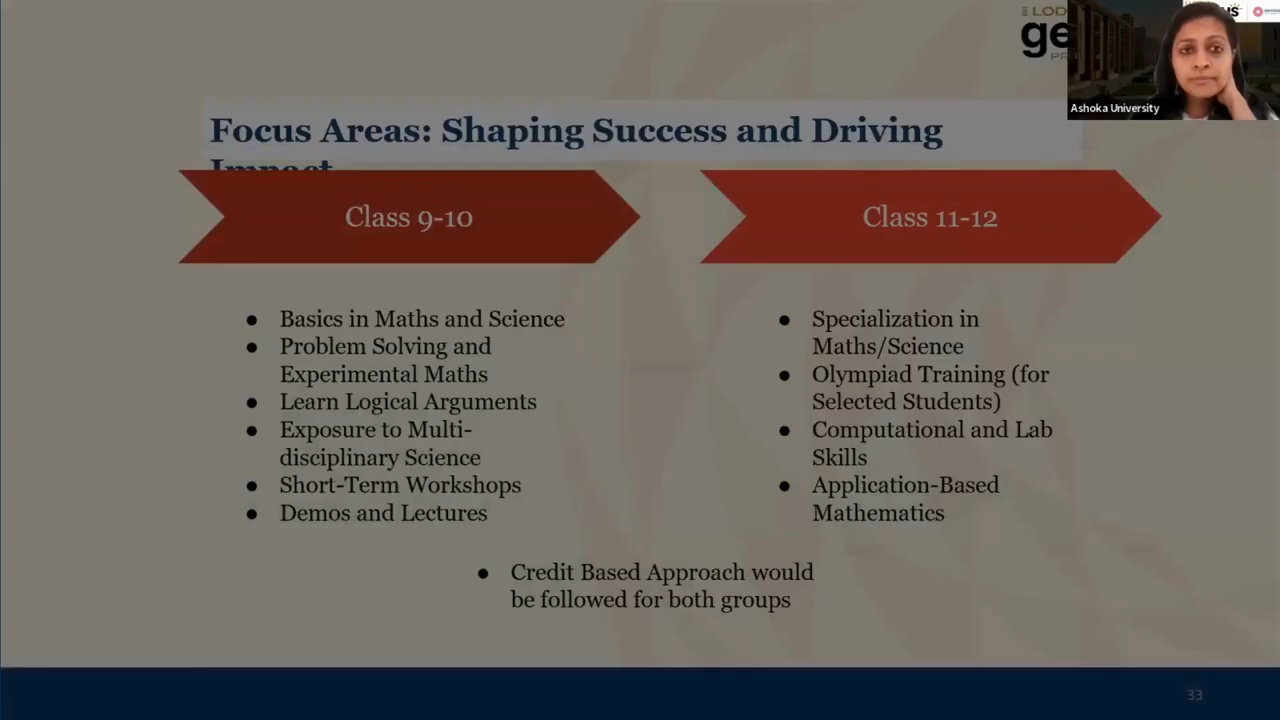 LOD
ge
Ashoka University
Focus Areas: Shaping Success and Driving
Impact
Class 9-10
Class 11-12
● Basics in Maths and Science
● Problem Solving and
Experimental Maths
● Learn Logical Arguments
● Exposure to Multi-
disciplinary Science
● Short-Term Workshops
● Demos and Lectures
● Specialization in
Maths/Science
● Olympiad Training (for
Selected Students)
● Computational and Lab
Skills
● Application-Based
Mathematics
● Credit Based Approach would
be followed for both groups
33